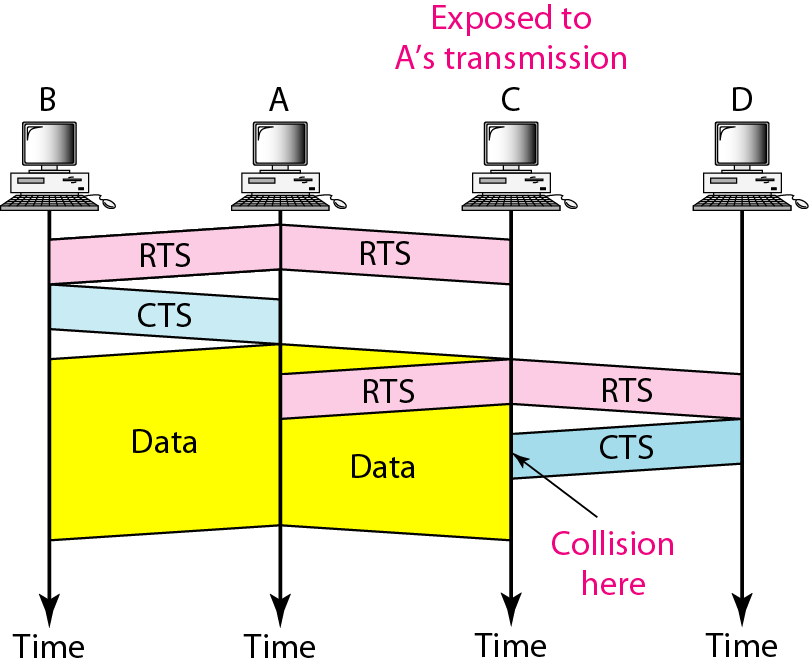 Exposed to
A’s transmission
B
A
C
D
RTS
RTS
CTS
RTS
RTS
Data
Data
CTS
Collision
here
Time
Time
Time
Time